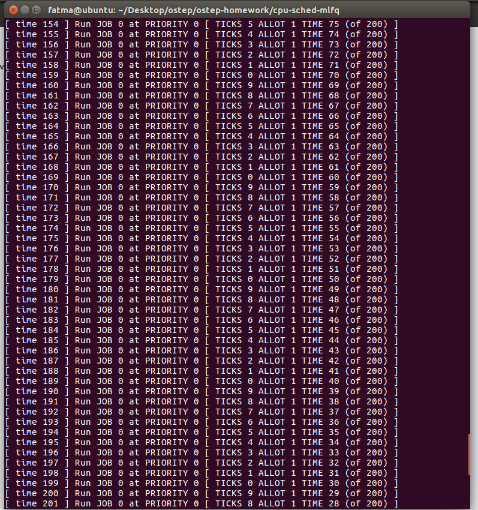 fatma@ubuntu: ~/Desktop/ostep/ostep-homework/cpu-sched-mlfq
[ time 154 ] Run JOB 0 at PRIORITY 0 [ TICKS 5 ALLOT 1 TIME 75 (of 200) ]
[ time 155 ] Run JOB 0 at PRIORITY 0 [ TICKS 4 ALLOT 1 TIME 74 (of 200) ]
[ time 156 ] Run JOB 0 at PRIORITY 0 [ TICKS 3 ALLOT 1 TIME 73 (of 200) ]
[ time 157 ] Run JOB 0 at PRIORITY 0 [ TICKS 2 ALLOT 1 TIME 72 (of 200) ]
[ time 158 ] Run JOB 0 at PRIORITY 0 [ TICKS 1 ALLOT 1 TIME 71 (of 200) ]
[ time 159 ] Run JOB 0 at PRIORITY 0 [ TICKS 0 ALLOT 1 TIME 70 (of 200) ]
[ time 160 ] Run JOB 0 at PRIORITY 0 [ TICKS 9 ALLOT 1 TIME 69 (of 200) ]
[ time 161 ] Run JOB 0 at PRIORITY 0 [ TICKS 8 ALLOT 1 TIME 68 (of 200) ]
[ time 162 ] Run JOB 0 at PRIORITY 0 [ TICKS 7 ALLOT 1 TIME 67 (of 200) ]
[ time 163 ] Run JOB 0 at PRIORITY 0 [ TICKS 6 ALLOT 1 TIME 66 (of 200) ]
[ time 164 ] Run JOB 0 at PRIORITY 0 [ TICKS 5 ALLOT 1 TIME 65 (of 200) ]
[ time 165 ] Run JOB 0 at PRIORITY 0 [ TICKS 4 ALLOT 1 TIME 64 (of 200) ]
[ time 166 ] Run JOB 0 at PRIORITY 0 [ TICKS 3 ALLOT 1 TIME 63 (of 200) ]
[ time 167 ] Run JOB 0 at PRIORITY 0 [ TICKS 2 ALLOT 1 TIME 62 (of 200) ]
[ time 168 ] Run JOB 0 at PRIORITY 0 [ TICKS 1 ALLOT 1 TIME 61 (of 200) ]
[ time 169 ] Run JOB 0 at PRIORITY 0 [ TICKS 0 ALLOT 1 TIME 60 (of 200) ]
[ time 170 ] Run JOB 0 at PRIORITY 0 [ TICKS 9 ALLOT 1 TIME 59 (of 200) ]
[ time 171 ] Run JOB 0 at PRIORITY 0 [ TICKS 8 ALLOT 1 TIME 58 (of 200) ]
[ time 172 ] Run JOB 0 at PRIORITY 0 [ TICKS 7 ALLOT 1 TIME 57 (of 200) ]
[ time 173 ] Run JOB 0 at PRIORITY 0 [ TICKS 6 ALLOT 1 TIME 56 (of 200) ]
[ time 174 ] Run JOB 0 at PRIORITY 0 [ TICKS 5 ALLOT 1 TIME 55 (of 200) ]
[ time 175 ] Run JOB 0 at PRIORITY 0 [ TICKS 4 ALLOT 1 TIME 54 (of 200) ]
[ time 176 ] Run JOB 0 at PRIORITY 0 [ TICKS 3 ALLOT 1 TIME 53 (of 200) ]
[ time 177 ] Run JOB 0 at PRIORITY 0 [ TICKS 2 ALLOT 1 TIME 52 (of 200) ]
[ time 178 ] Run JOB 0 at PRIORITY 0 [ TICKS 1 ALLOT 1 TIME 51 (of 200) ]
[ time 179 ] Run JOB 0 at PRIORITY 0 [ TICKS 0 ALLOT 1 TIME 50 (of 200) ]
[ time 180 ] Run JOB 0 at PRIORITY 0 [ TICKS 9 ALLOT 1 TIME 49 (of 200) ]
[ time 181 ] Run JOB 0 at PRIORITY 0 [ TICKS 8 ALLOT 1 TIME 48 (of 200) ]
[ time 182 ] Run JOB 0 at PRIORITY 0 [ TICKS 7 ALLOT 1 TIME 47 (of 200) ]
[ time 183 ] Run JOB 0 at PRIORITY 0 [ TICKS 6 ALLOT 1 TIME 46 (of 200) ]
[ time 184 ] Run JOB 0 at PRIORITY 0 [ TICKS 5 ALLOT 1 TIME 45 (of 200) ]
[ time 185 ] Run JOB 0 at PRIORITY 0 [ TICKS 4 ALLOT 1 TIME 44 (of 200) ]
[ time 186 ] Run JOB 0 at PRIORITY 0 [ TICKS 3 ALLOT 1 TIME 43 (of 200) ]
[ time 187 ] Run JOB 0 at PRIORITY 0 [ TICKS 2 ALLOT 1 TIME 42 (of 200) ]
[ time 188 ] Run JOB 0 at PRIORITY 0 [ TICKS 1 ALLOT 1 TIME 41 (of 200) ]
[ time 189 ] Run JOB 0 at PRIORITY 0 [ TICKS 0 ALLOT 1 TIME 40 (of 200) ]
[ time 190 ] Run JOB 0 at PRIORITY 0 [ TICKS 9 ALLOT 1 TIME 39 (of 200) ]
[ time 191 ] Run JOB 0 at PRIORITY 0 [ TICKS 8 ALLOT 1 TIME 38 (of 200) ]
[ time 192 ] Run JOB 0 at PRIORITY 0 [ TICKS 7 ALLOT 1 TIME 37 (of 200) ]
[ time 193 ] Run JOB 0 at PRIORITY 0 [ TICKS 6 ALLOT 1 TIME 36 (of 200) ]
[ time 194 ] Run JOB 0 at PRIORITY 0 [ TICKS 5 ALLOT 1 TIME 35 (of 200) ]
[ time 195 ] Run JOB 0 at PRIORITY 0 [ TICKS 4 ALLOT 1 TIME 34 (of 200) ]
[ time 196 ] Run JOB 0 at PRIORITY 0 [ TICKS 3 ALLOT 1 TIME 33 (of 200) ]
[ time 197 ] Run JOB 0 at PRIORITY 0 [ TICKS 2 ALLOT 1 TIME 32 (of 200) ]
[ time 198 ] Run JOB 0 at PRIORITY 0 [ TICKS 1 ALLOT 1 TIME 31 (of 200) ]
[ time 199 ] Run JOB 0 at PRIORITY 0 [ TICKS 0 ALLOT 1 TIME 30 (of 200) ]
[ time 200 ] Run JOB 0 at PRIORITY 0 [ TICKS 9 ALLOT 1 TIME 29 (of 200) ]
[ time 201 ] Run JOB 0 at PRIORITY 0 [ TICKS 8 ALLOT 1 TIME 28 (of 200) ]